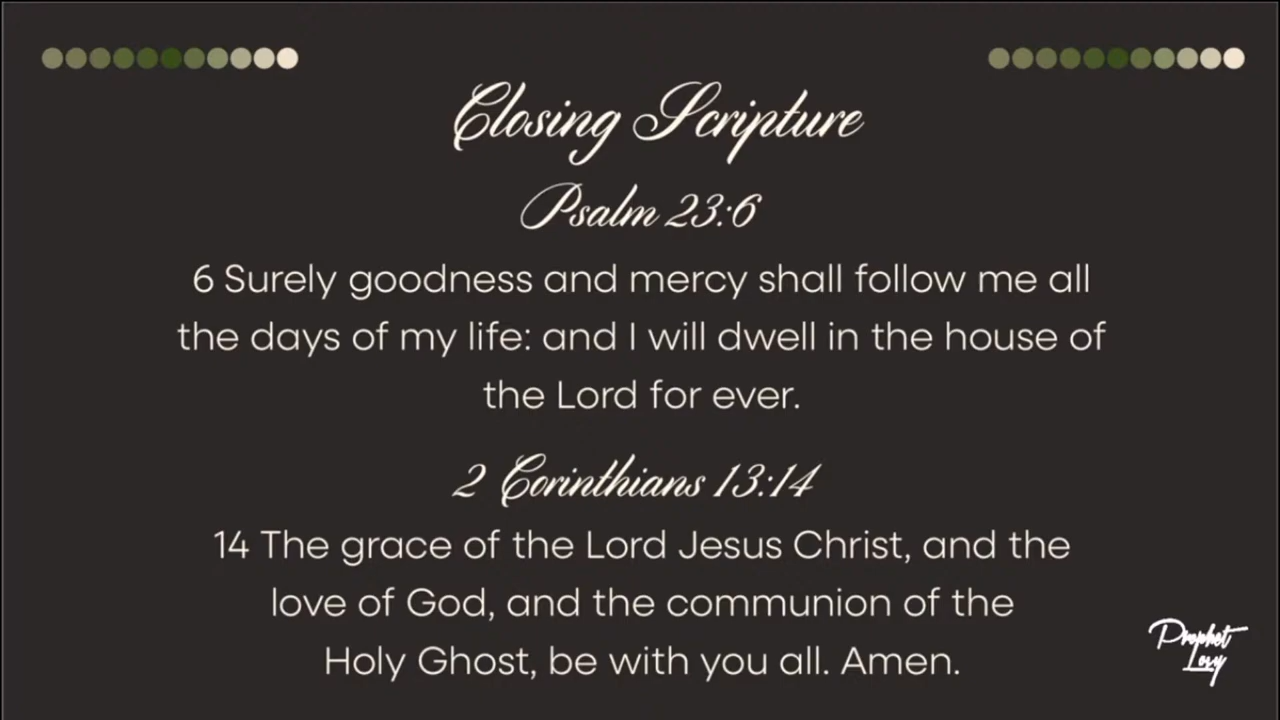 Closing Scripture
Psalm 23:6
6 Surely goodness and mercy shall follow me all
the days of my life: and I will dwell in the house of
the Lord for ever.
2 Corinthians 13:14
14 The grace of the Lord Jesus Christ, and the
love of God, and the communion of the
Holy Ghost, be with you all. Amen.
Prophet
Lovy